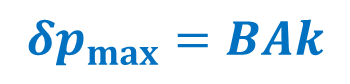 δp_max = BAk